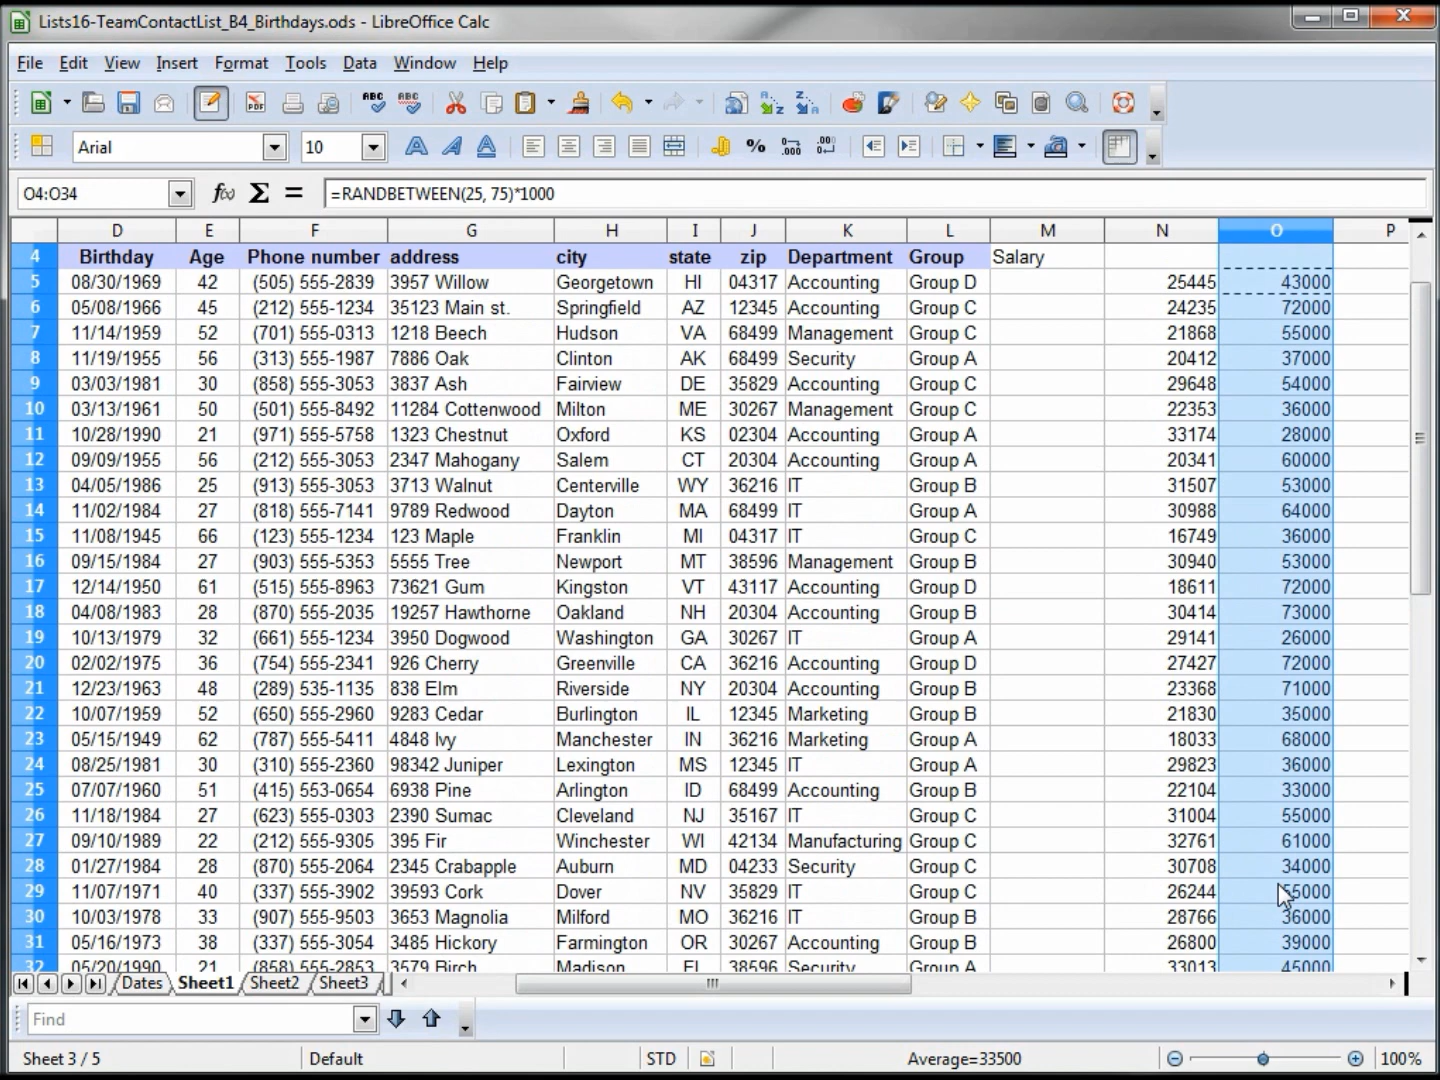 Lists16-TeamContactList_B4_Birthdays.ods - LibreOffice Calc
File Edit View Insert Format Tools Data Window Help
Arial 10
O4:O34 =RANDBETWEEN(25, 75)*1000
D E F G H I J K L M N O P
4 Birthday Age Phone number address city state zip Department Group Salary
5 08/30/1969 42 (505) 555-2839 3957 Willow Georgetown HI 04317 Accounting Group D 25445 43000
6 05/08/1966 45 (212) 555-1234 35123 Main st. Springfield AZ 12345 Accounting Group C 24235 72000
7 11/14/1959 52 (701) 555-0313 1218 Beech Hudson VA 68499 Management Group C 21868 55000
8 11/19/1955 56 (313) 555-1987 7886 Oak Clinton AK 68499 Security Group A 20412 37000
9 03/03/1981 30 (858) 555-3053 3837 Ash Fairview DE 35829 Accounting Group C 29648 54000
10 03/13/1961 50 (501) 555-8492 11284 Cottenwood Milton ME 30267 Management Group C 22353 36000
11 10/28/1990 21 (971) 555-5758 1323 Chestnut Oxford KS 02304 Accounting Group A 33174 28000
12 09/09/1955 56 (212) 555-3053 2347 Mahogany Salem CT 20304 Accounting Group A 20341 60000
13 04/05/1986 25 (913) 555-3053 3713 Walnut Centerville WY 36216 IT Group B 31507 53000
14 11/02/1984 27 (818) 555-7141 9789 Redwood Dayton MA 68499 IT Group A 30988 64000
15 11/08/1945 66 (123) 555-1234 123 Maple Franklin MI 04317 IT Group C 16749 36000
16 09/15/1984 27 (903) 555-5353 5555 Tree Newport MT 38596 Management Group B 30940 53000
17 12/14/1950 61 (515) 555-8963 73621 Gum Kingston VT 43117 Accounting Group D 18611 72000
18 04/08/1983 28 (870) 555-2035 19257 Hawthorne Oakland NH 20304 Accounting Group B 30414 73000
19 10/13/1979 32 (661) 555-1234 3950 Dogwood Washington GA 30267 IT Group A 29141 26000
20 02/02/1975 36 (754) 555-2341 926 Cherry Greenville CA 36216 Accounting Group D 27427 72000
21 12/23/1963 48 (289) 535-1135 838 Elm Riverside NY 20304 Accounting Group B 23368 71000
22 10/07/1959 52 (650) 555-2960 9283 Cedar Burlington IL 12345 Marketing Group B 21830 35000
23 05/15/1949 62 (787) 555-5411 4848 Ivy Manchester IN 36216 Marketing Group A 18033 68000
24 08/25/1981 30 (310) 555-2360 98342 Juniper Lexington MS 12345 IT Group A 29823 36000
25 07/07/1960 51 (415) 553-0654 6938 Pine Arlington ID 68499 Accounting Group B 22104 33000
26 11/18/1984 27 (623) 555-0303 2390 Sumac Cleveland NJ 35167 IT Group C 31004 55000
27 09/10/1989 22 (212) 555-9305 395 Fir Winchester WI 42134 Manufacturing Group C 32761 61000
28 01/27/1984 28 (870) 555-2064 2345 Crabapple Auburn MD 04233 Security Group C 30708 34000
29 11/07/1971 40 (337) 555-3902 39593 Cork Dover NV 35829 IT Group C 26244 55000
30 10/03/1978 33 (907) 555-9503 3653 Magnolia Milford MO 36216 IT Group B 28766 36000
31 05/16/1973 38 (337) 555-3054 3485 Hickory Farmington OR 30267 Accounting Group B 26800 39000
32 05/20/1990 21 (858) 555-2853 3579 Birch Madison FL 38596 Security Group A 33013 45000
Dates Sheet1 Sheet2 Sheet3
Find
Sheet 3 / 5 Default STD Average=33500 100%